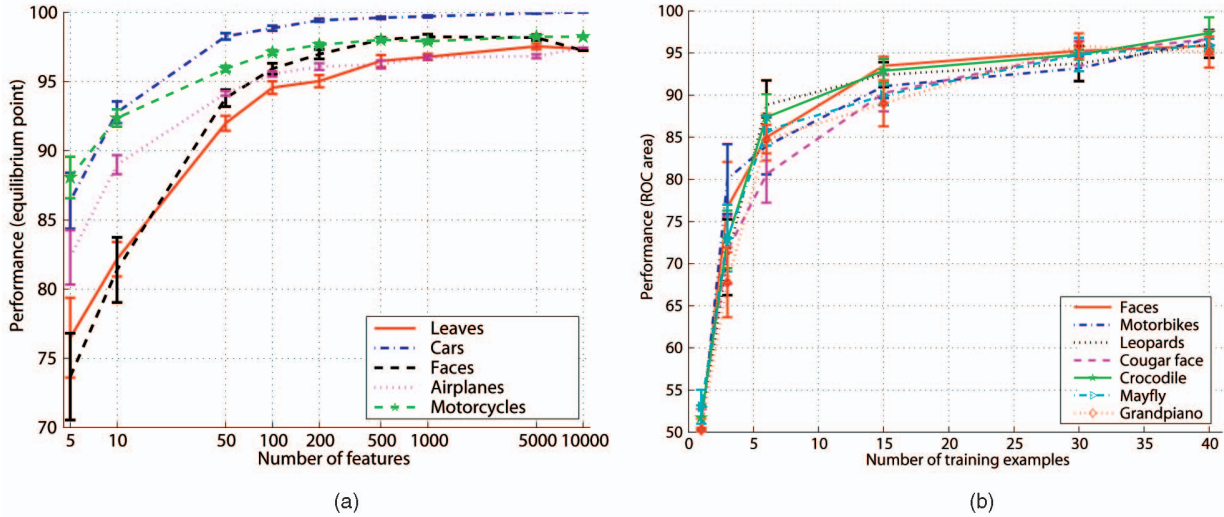 Performance (equilibrium point)
100
95
90
85
80
75
70
5 10 50 100 200 500 1000 5000 10000
Number of features
Leaves
Cars
Faces
Airplanes
Motorcycles
(a)
Performance (ROC area)
100
95
90
85
80
75
70
65
60
55
50
0 5 10 15 20 25 30 35 40
Number of training examples
Faces
Motorbikes
Leopards
Cougar face
Crocodile
Mayfly
Grandpiano
(b)